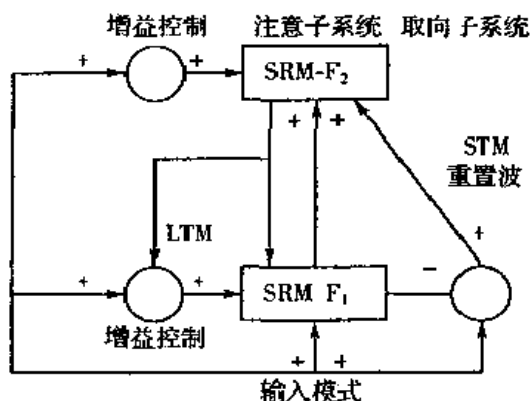 增益控制 注意子系统 取向子系统
+ + SRM-F₂
+ +
STM
重置波
LTM
+
+ + SRM F₁ −
增益控制
+ +
输入模式